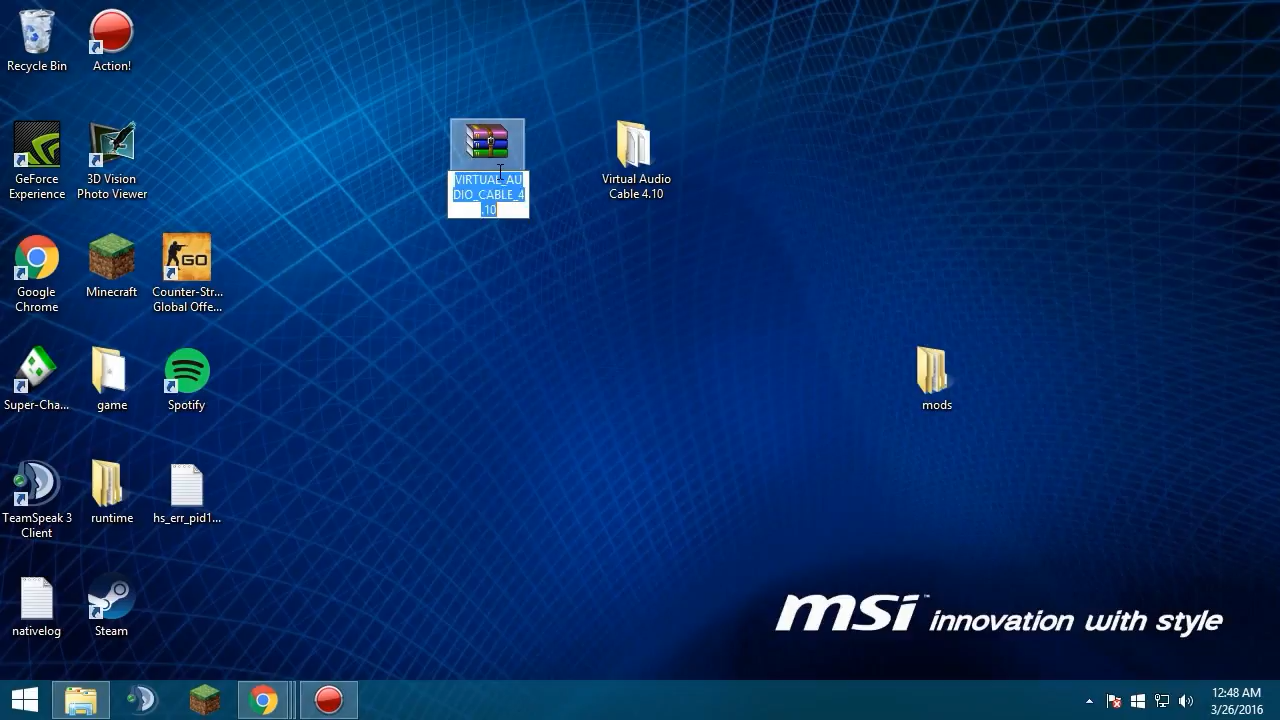 Recycle Bin
Action!
GeForce
Experience
3D Vision
Photo Viewer
VIRTUAL_AU
DIO_CABLE_4
.10
Virtual Audio
Cable 4.10
Google
Chrome
Minecraft
GO
Counter-Str...
Global Offe...
Super-Cha...
game
Spotify
mods
TeamSpeak 3
Client
runtime
hs_err_pid1...
nativelog
Steam
msi™ innovation with style
12:48 AM
3/26/2016